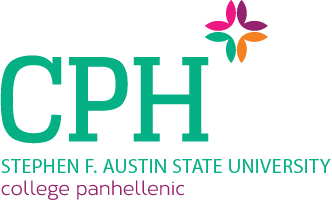 CPH
STEPHEN F. AUSTIN STATE UNIVERSITY
college panhellenic